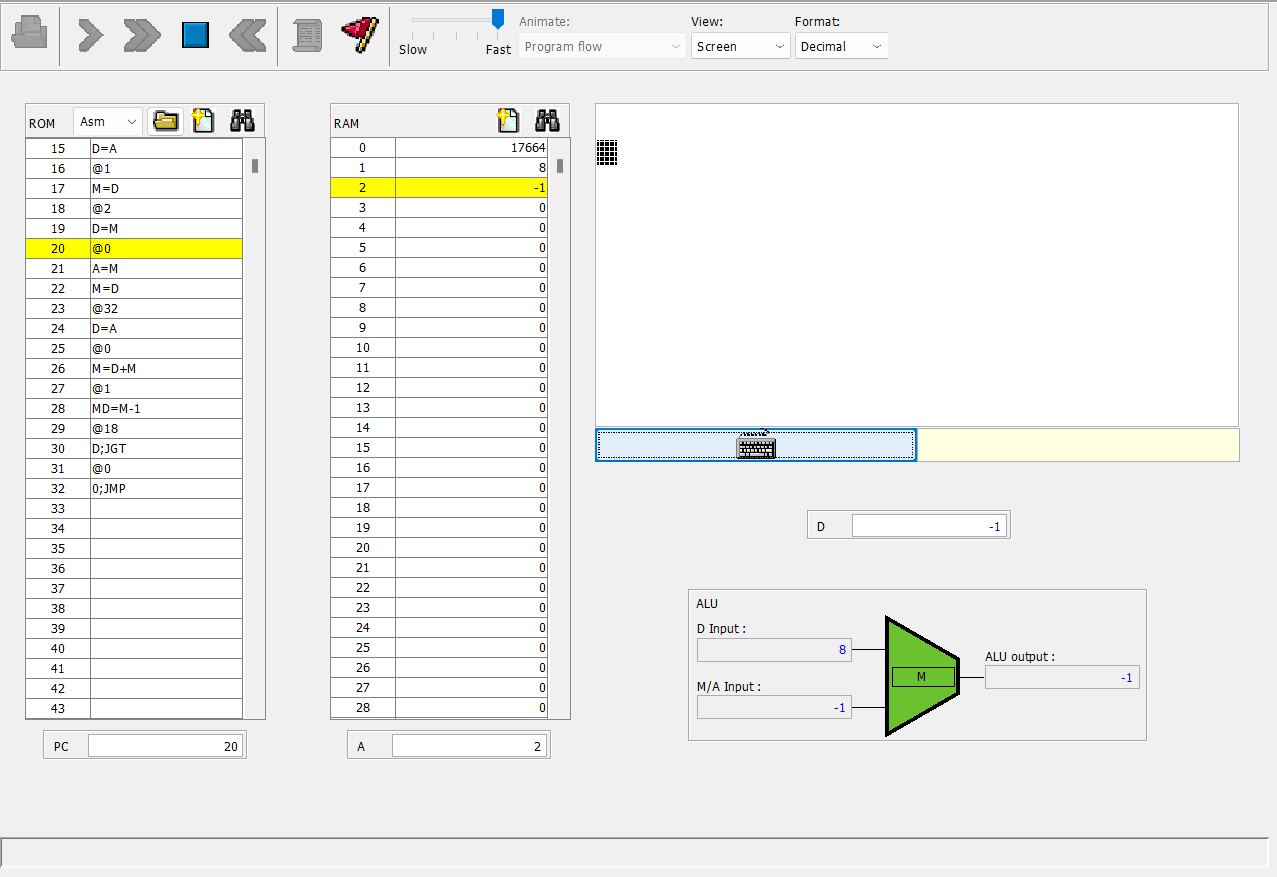 Animate: View: Format:
Slow Fast Program flow Screen Decimal
ROM Asm
15 D=A
16 @1
17 M=D
18 @2
19 D=M
20 @0
21 A=M
22 M=D
23 @32
24 D=A
25 @0
26 M=D+M
27 @1
28 MD=M-1
29 @18
30 D;JGT
31 @0
32 0;JMP
33
34
35
36
37
38
39
40
41
42
43
PC 20
RAM
0 17664
1 8
2 -1
3 0
4 0
5 0
6 0
7 0
8 0
9 0
10 0
11 0
12 0
13 0
14 0
15 0
16 0
17 0
18 0
19 0
20 0
21 0
22 0
23 0
24 0
25 0
26 0
27 0
28 0
A 2
D -1
ALU
D Input :
8
M/A Input :
-1
M
ALU output :
-1